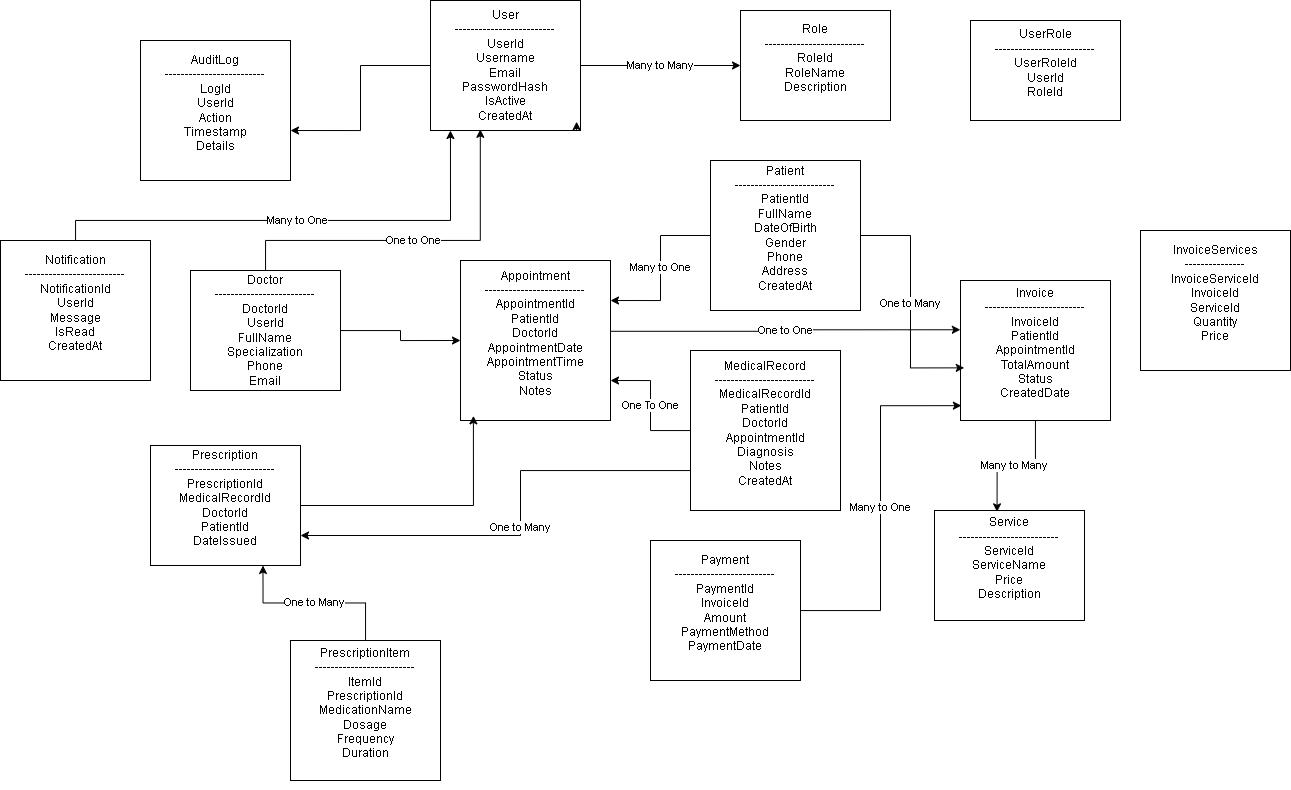 User
UserId
Username
Email
PasswordHash
IsActive
CreatedAt
Role
RoleId
RoleName
Description
UserRole
UserRoleId
UserId
RoleId
AuditLog
LogId
UserId
Action
Timestamp
Details
Many to Many
Patient
PatientId
FullName
DateOfBirth
Gender
Phone
Address
CreatedAt
Many to One
One to One
Notification
NotificationId
UserId
Message
IsRead
CreatedAt
Doctor
DoctorId
UserId
FullName
Specialization
Phone
Email
Appointment
AppointmentId
PatientId
DoctorId
AppointmentDate
AppointmentTime
Status
Notes
Many to One
One to Many
Invoice
InvoiceId
PatientId
AppointmentId
TotalAmount
Status
CreatedDate
InvoiceServices
InvoiceServiceId
InvoiceId
ServiceId
Quantity
Price
One to One
MedicalRecord
MedicalRecordId
PatientId
DoctorId
AppointmentId
Diagnosis
Notes
CreatedAt
One To One
Prescription
PrescriptionId
MedicalRecordId
DoctorId
PatientId
DateIssued
One to Many
Many to One
Many to Many
Service
ServiceId
ServiceName
Price
Description
Payment
PaymentId
InvoiceId
Amount
PaymentMethod
PaymentDate
One to Many
PrescriptionItem
ItemId
PrescriptionId
MedicationName
Dosage
Frequency
Duration